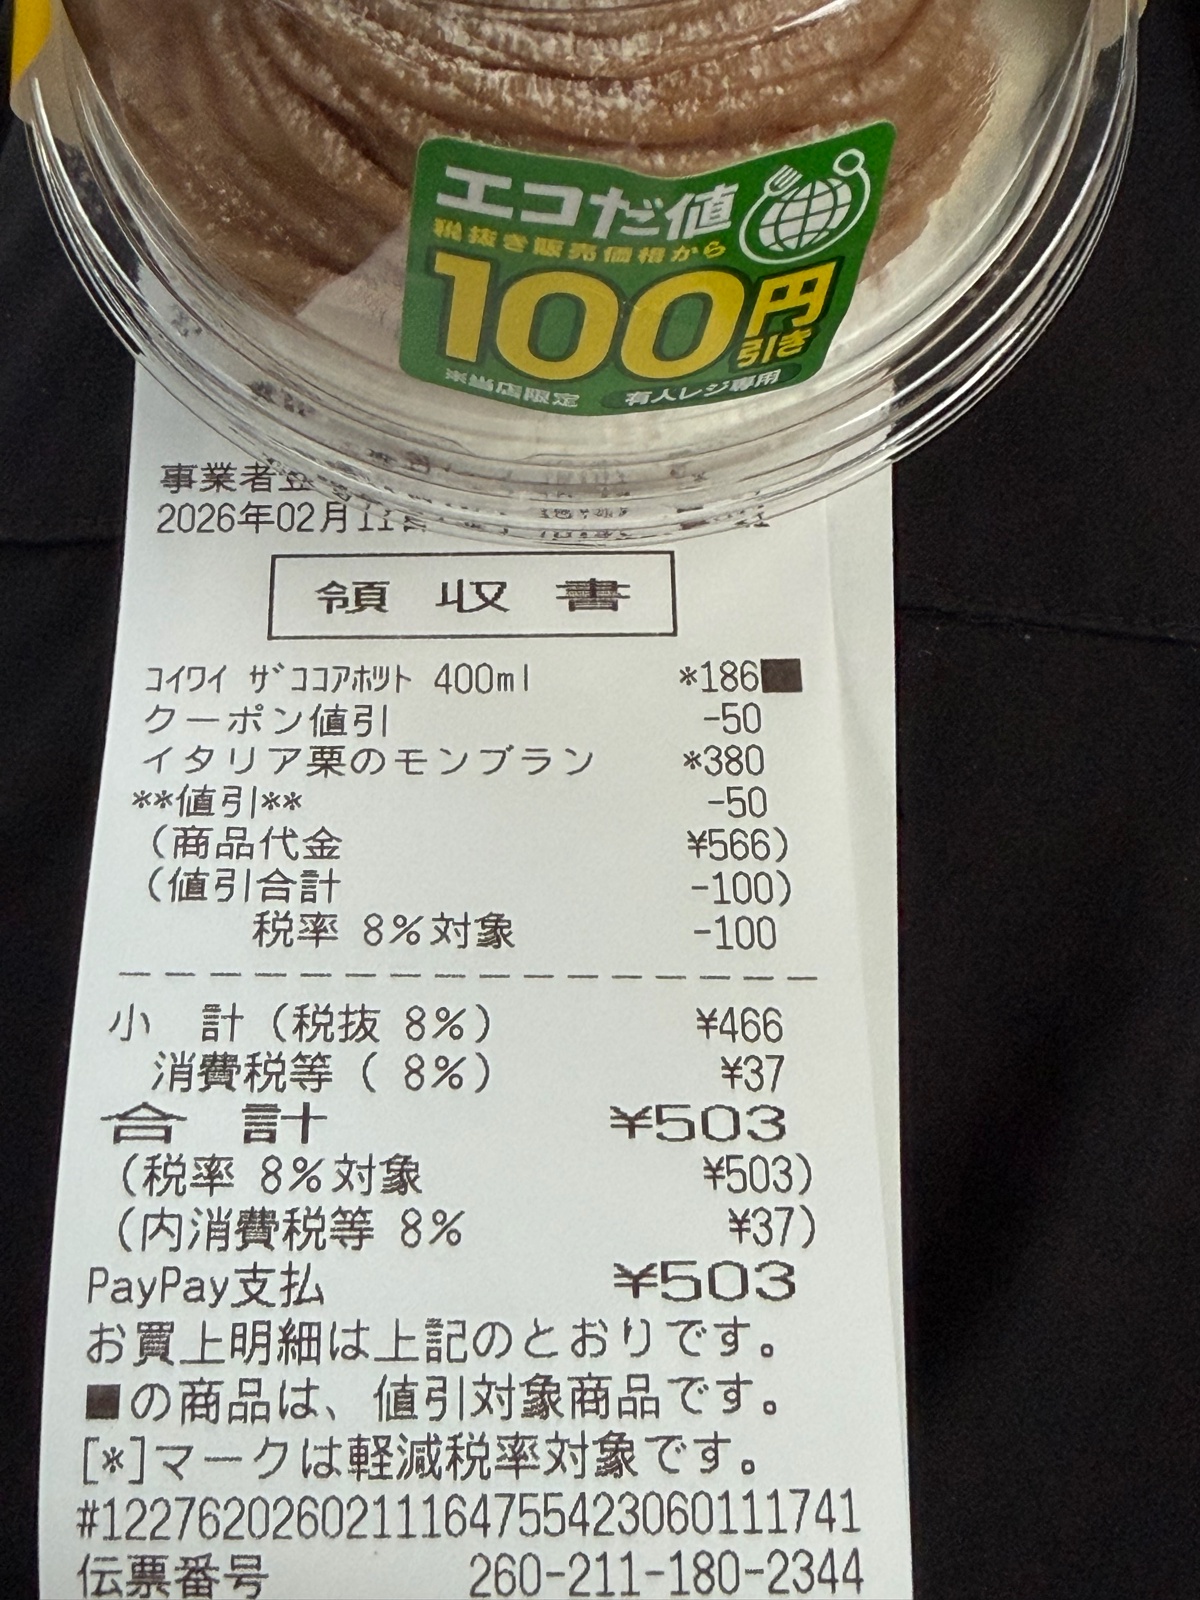 エコだ値
税抜き販売価格から
100円
引き
※当店限定 有人レジ専用
事業者
2026年02月11日
領収書
コイワイ ザココアホット 400ml *186■
クーポン値引 -50
イタリア栗のモンブラン *380
**値引** -50
(商品代金 ¥566)
(値引合計 -100)
税率 8%対象 -100
小 計(税抜 8%) ¥466
消費税等( 8%) ¥37
合 計 ¥503
(税率 8%対象 ¥503)
(内消費税等 8% ¥37)
PayPay支払 ¥503
お買上明細は上記のとおりです。
■の商品は、値引対象商品です。
[*]マークは軽減税率対象です。
#122762026021116475542306011174​1
伝票番号 260-211-180-2344